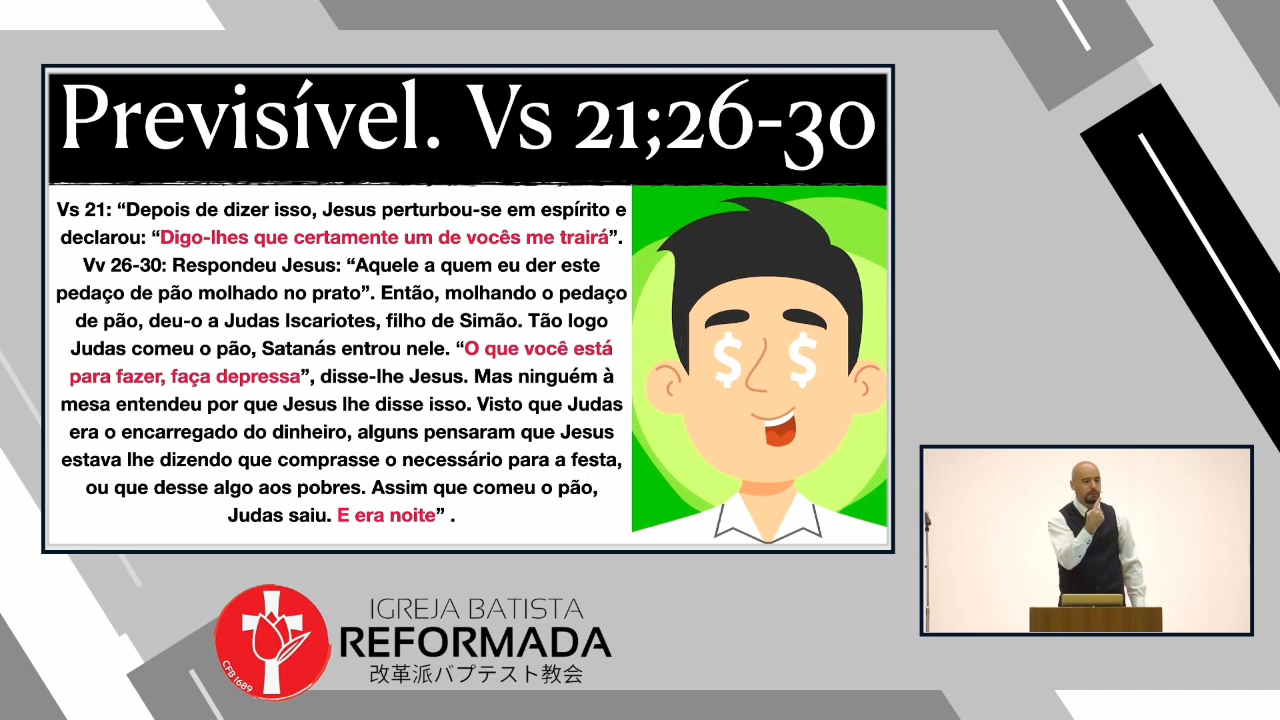 Previsível. Vs 21;26-30
Vs 21: “Depois de dizer isso, Jesus perturbou-se em espírito e
declarou: “Digo-lhes que certamente um de vocês me trairá”.
Vv 26-30: Respondeu Jesus: “Aquele a quem eu der este
pedaço de pão molhado no prato”. Então, molhando o pedaço
de pão, deu-o a Judas Iscariotes, filho de Simão. Tão logo
Judas comeu o pão, Satanás entrou nele. “O que você está
para fazer, faça depressa”, disse-lhe Jesus. Mas ninguém à
mesa entendeu por que Jesus lhe disse isso. Visto que Judas
era o encarregado do dinheiro, alguns pensaram que Jesus
estava lhe dizendo que comprasse o necessário para a festa,
ou que desse algo aos pobres. Assim que comeu o pão,
Judas saiu. E era noite” .
$ $
IGREJA BATISTA
REFORMADA
改革派バプテスト教会
CFB 1689